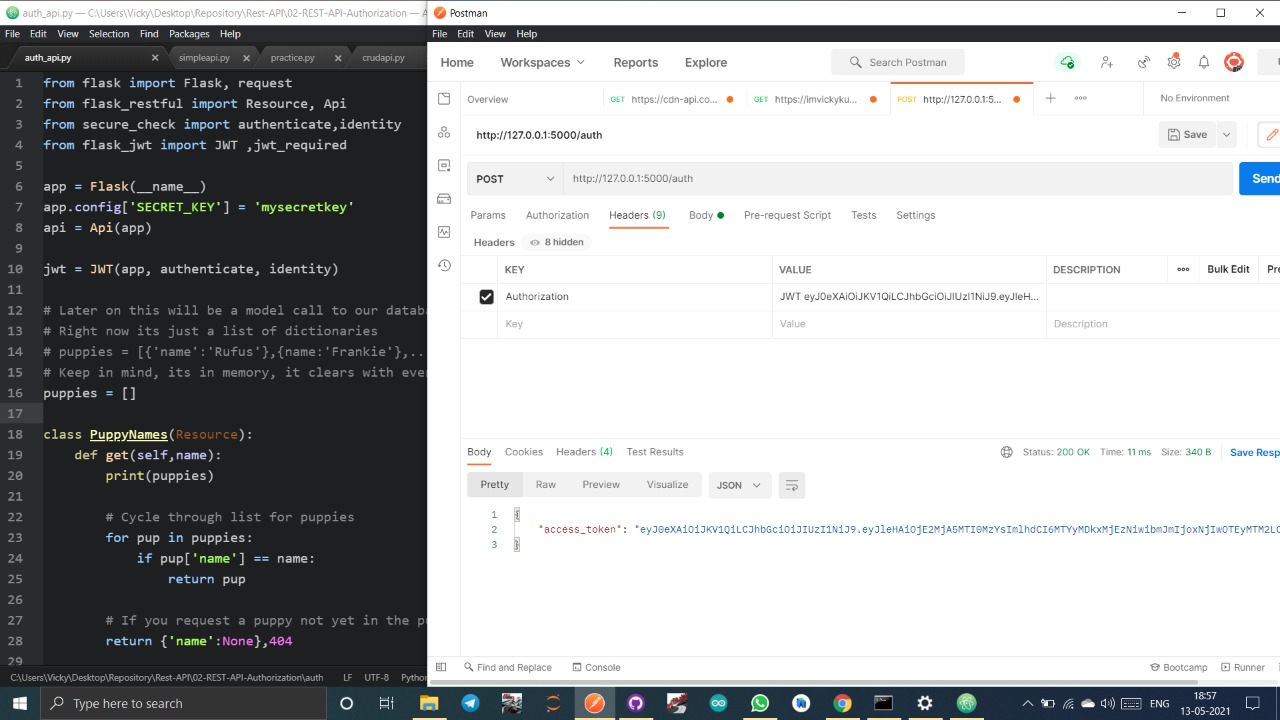 auth_api.py — C:\Users\Vicky\Desktop\Repository\Rest-API\02-REST-API-Authorization — A
File Edit View Selection Find Packages Help
auth_api.py simpleapi.py practice.py crudapi.py
1 from flask import Flask, request
2 from flask_restful import Resource, Api
3 from secure_check import authenticate,identity
4 from flask_jwt import JWT ,jwt_required
5
6 app = Flask(__name__)
7 app.config['SECRET_KEY'] = 'mysecretkey'
8 api = Api(app)
9
10 jwt = JWT(app, authenticate, identity)
11
12 # Later on this will be a model call to our databa
13 # Right now its just a list of dictionaries
14 # puppies = [{'name':'Rufus'},{name:'Frankie'},..
15 # Keep in mind, its in memory, it clears with eve
16 puppies = []
17
18 class PuppyNames(Resource):
19 def get(self,name):
20 print(puppies)
21
22 # Cycle through list for puppies
23 for pup in puppies:
24 if pup['name'] == name:
25 return pup
26
27 # If you request a puppy not yet in the pu
28 return {'name':None},404
29
C:\Users\Vicky\Desktop\Repository\Rest-API\02-REST-API-Authorization\auth LF UTF-8 Python
Postman
File Edit View Help
Home Workspaces Reports Explore Search Postman
Overview GET https://cdn-api.co... GET https://imvickyku... POST http://127.0.0.1:5... No Environment
http://127.0.0.1:5000/auth Save
POST http://127.0.0.1:5000/auth Send
Params Authorization Headers (9) Body Pre-request Script Tests Settings
Headers 8 hidden
KEY VALUE DESCRIPTION Bulk Edit Pre
Authorization JWT eyJ0eXAiOiJKV1QiLCJhbGciOiJIUzI1NiJ9.eyJleH...
Key Value Description
Body Cookies Headers (4) Test Results Status: 200 OK Time: 11 ms Size: 340 B Save Resp
Pretty Raw Preview Visualize JSON
1 {
2 "access_token": "eyJ0eXAiOiJKV1QiLCJhbGciOiJIUzI1NiJ9.eyJleHAiOjE2MjA5MTI0MzYsImlhdCI6MTYyMDkxMjEzNiwibmJmIjoxNjIwOTEyMTM2LC
3 }
Find and Replace Console Bootcamp Runner
Type here to search ENG 18:57
13-05-2021